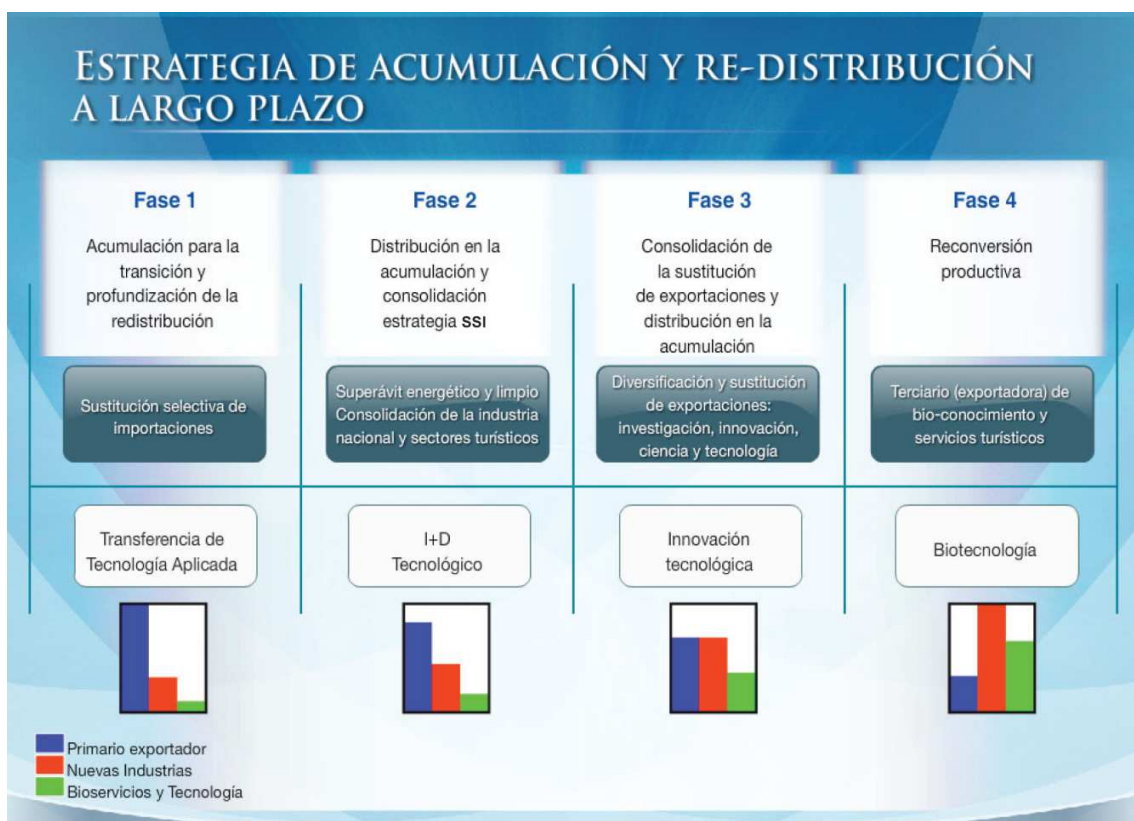 ESTRATEGIA DE ACUMULACIÓN Y RE-DISTRIBUCIÓN
A LARGO PLAZO
Fase 1
Acumulación para la
transición y
profundización de la
redistribución
Sustitución selectiva de
importaciones
Transferencia de
Tecnología Aplicada
Fase 2
Distribución en la
acumulación y
consolidación
estrategia SSI
Superávit energético y limpio
Consolidación de la industria
nacional y sectores turísticos
I+D
Tecnológico
Fase 3
Consolidación de
la sustitución
de exportaciones y
distribución en la
acumulación
Diversificación y sustitución
de exportaciones:
investigación, innovación,
ciencia y tecnología
Innovación
tecnológica
Fase 4
Reconversión
productiva
Terciario (exportadora) de
bio-conocimiento y
servicios turísticos
Biotecnología
Primario exportador
Nuevas Industrias
Bioservicios y Tecnología